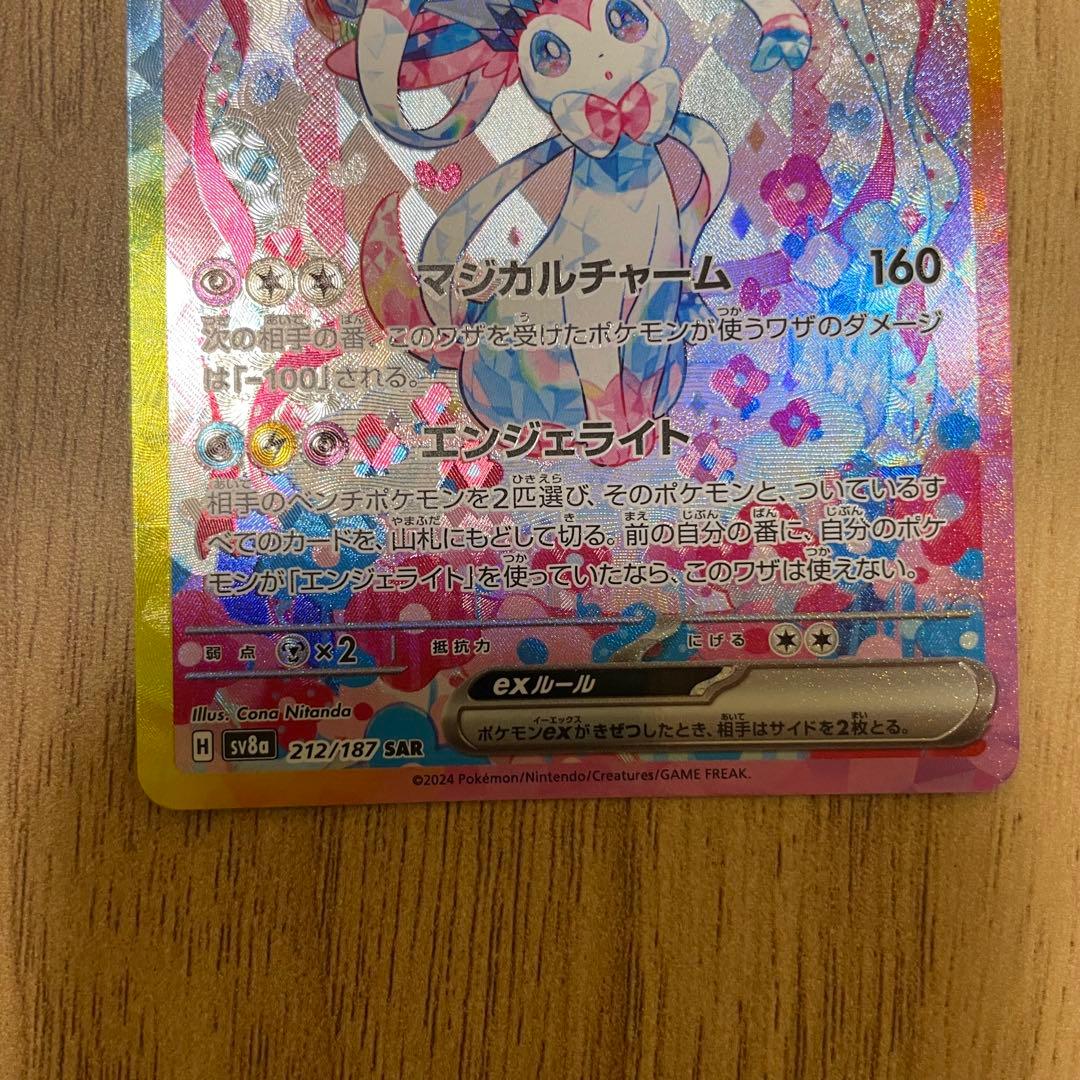 マジカルチャーム 160
次の相手の番、このワザを受けたポケモンが使うワザのダメージ
は「-100」される。
エンジェライト
相手のベンチポケモンを2匹選び、そのポケモンと、ついているす
べてのカードを、山札にもどして切る。前の自分の番に、自分のポケ
モンが「エンジェライト」を使っていたなら、このワザは使えない。
弱点 ×2 抵抗力 にげる
exルール
ポケモンexがきぜつしたとき、相手はサイドを2枚とる。
Illus. Cona Nitanda
H sv8a 212/187 SAR
©2024 Pokémon/Nintendo/Creatures/GAME FREAK.